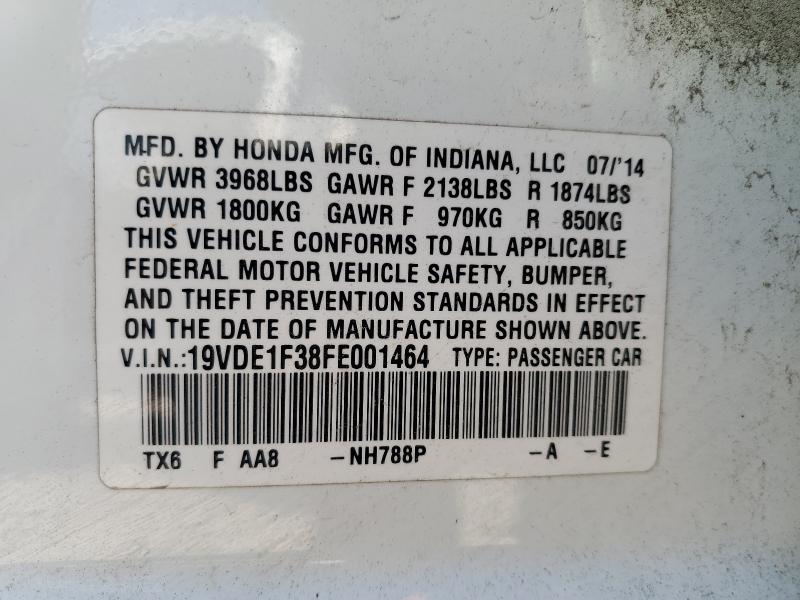 MFD. BY HONDA MFG. OF INDIANA, LLC 07/'14
GVWR 3968LBS GAWR F 2138LBS R 1874LBS
GVWR 1800KG GAWR F 970KG R 850KG
THIS VEHICLE CONFORMS TO ALL APPLICABLE
FEDERAL MOTOR VEHICLE SAFETY, BUMPER,
AND THEFT PREVENTION STANDARDS IN EFFECT
ON THE DATE OF MANUFACTURE SHOWN ABOVE.
V.I.N.:19VDE1F38FE001464 TYPE: PASSENGER CAR
TX6 F AA8 -NH788P -A -E